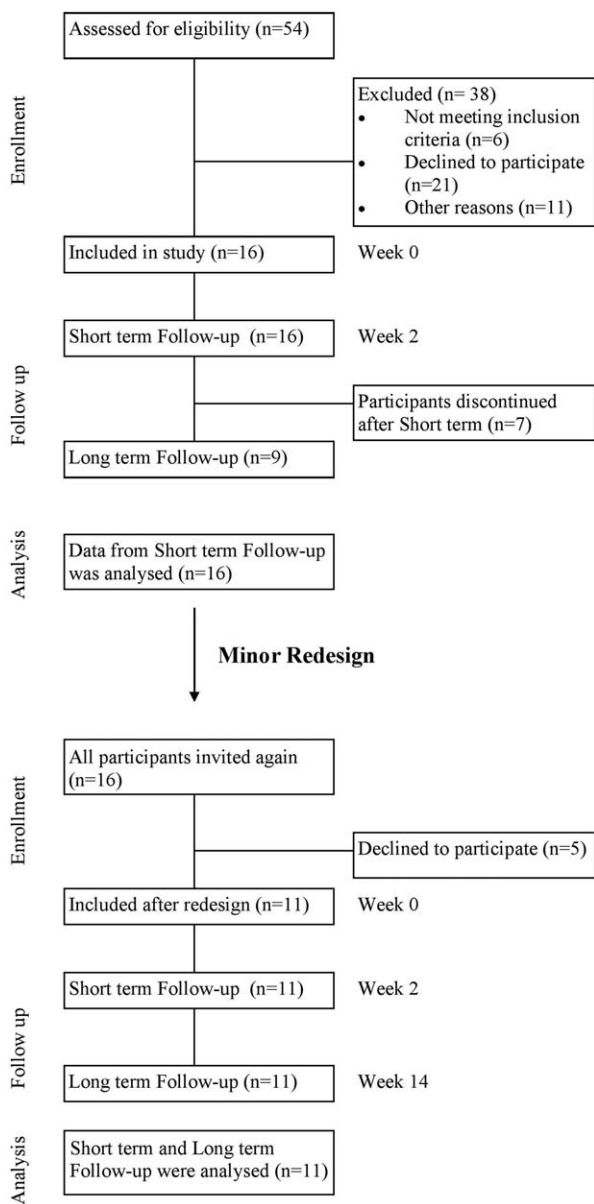 Assessed for eligibility (n=54)
Enrollment
Excluded (n= 38)
• Not meeting inclusion
criteria (n=6)
• Declined to participate
(n=21)
• Other reasons (n=11)
Included in study (n=16)
Week 0
Short term Follow-up (n=16)
Week 2
Follow up
Participants discontinued
after Short term (n=7)
Long term Follow-up (n=9)
Analysis
Data from Short term Follow-up
was analysed (n=16)
Minor Redesign
All participants invited again
(n=16)
Enrollment
Declined to participate (n=5)
Included after redesign (n=11)
Week 0
Short term Follow-up (n=11)
Week 2
Follow up
Long term Follow-up (n=11)
Week 14
Analysis
Short term and Long term
Follow-up were analysed (n=11)